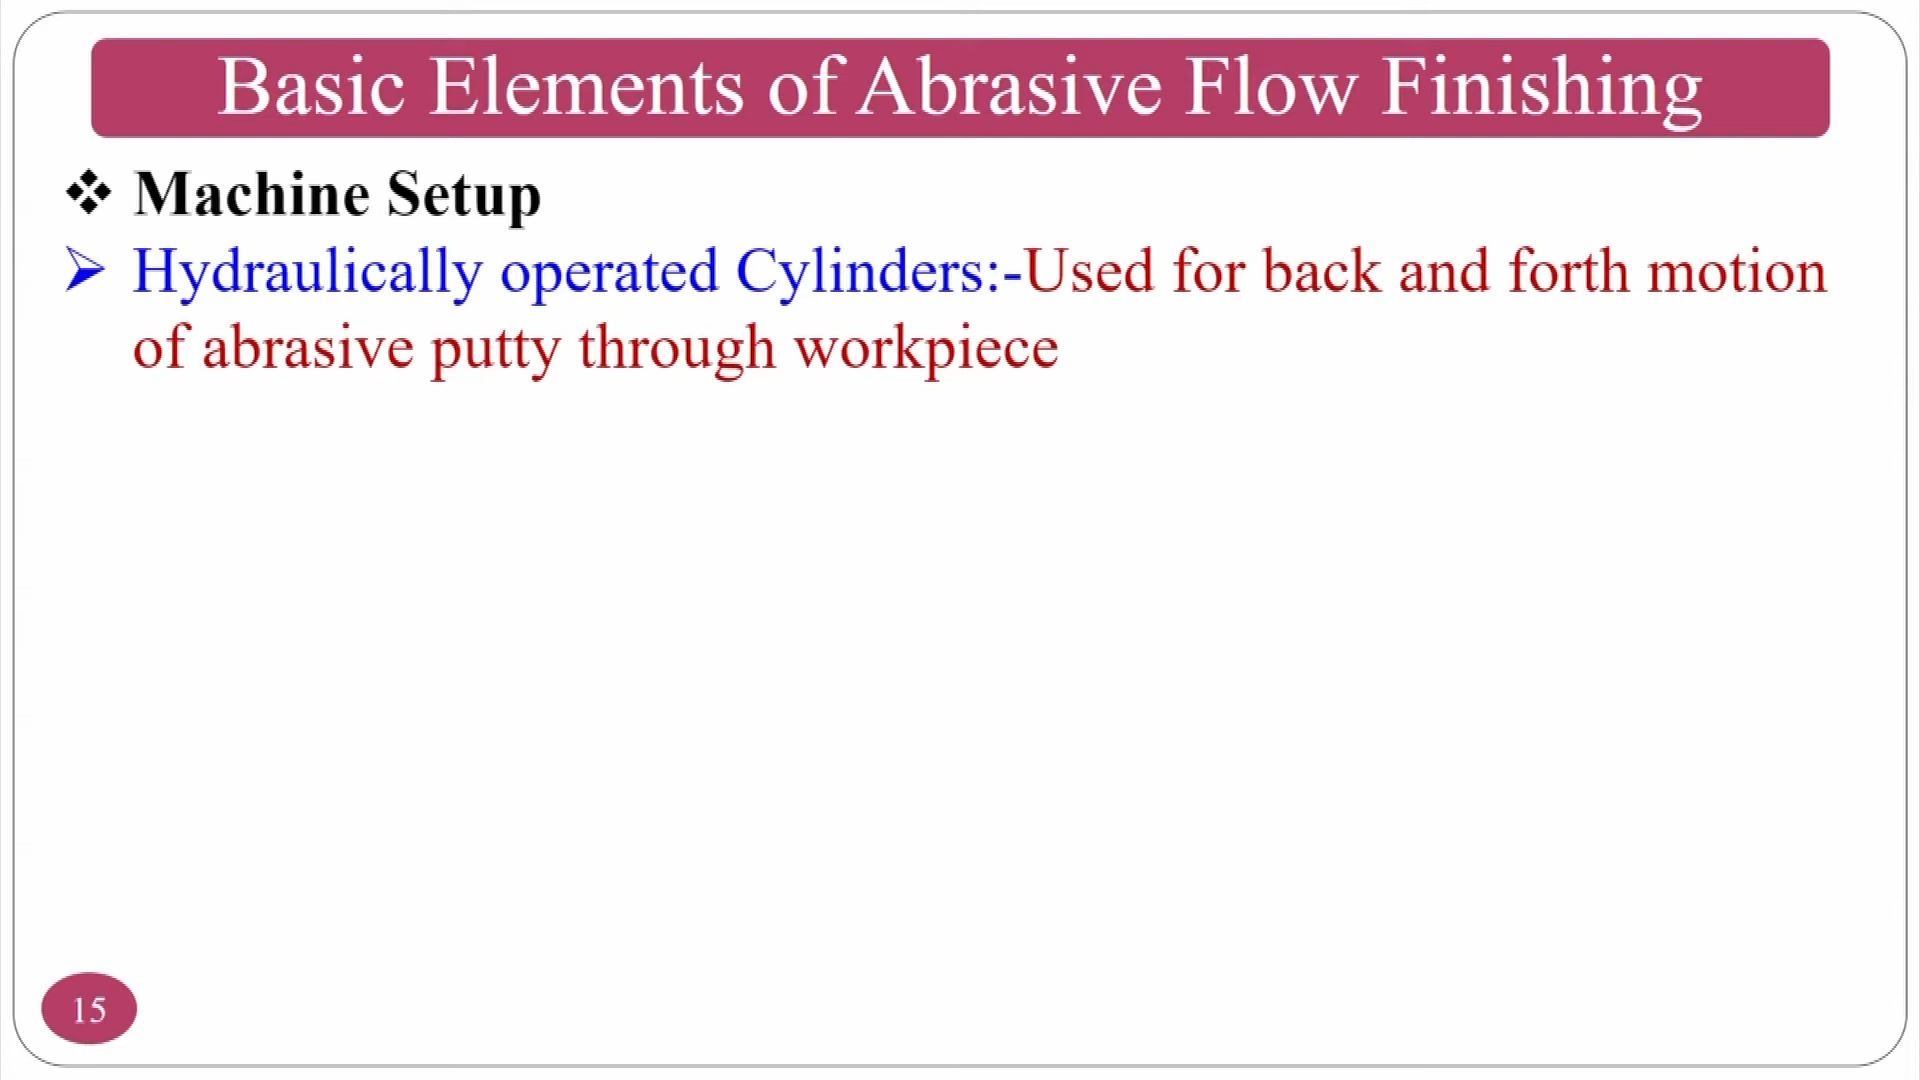 Basic Elements of Abrasive Flow Finishing
❖ Machine Setup
➢ Hydraulically operated Cylinders:-Used for back and forth motion
of abrasive putty through workpiece
15